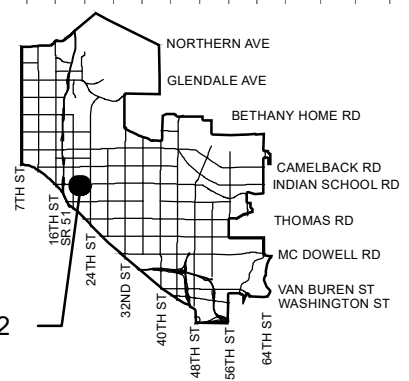 NORTHERN AVE
GLENDALE AVE
BETHANY HOME RD
CAMELBACK RD
INDIAN SCHOOL RD
THOMAS RD
MC DOWELL RD
VAN BUREN ST
WASHINGTON ST
7TH ST
16TH ST
SR 51
24TH ST
32ND ST
40TH ST
48TH ST
56TH ST
64TH ST
2